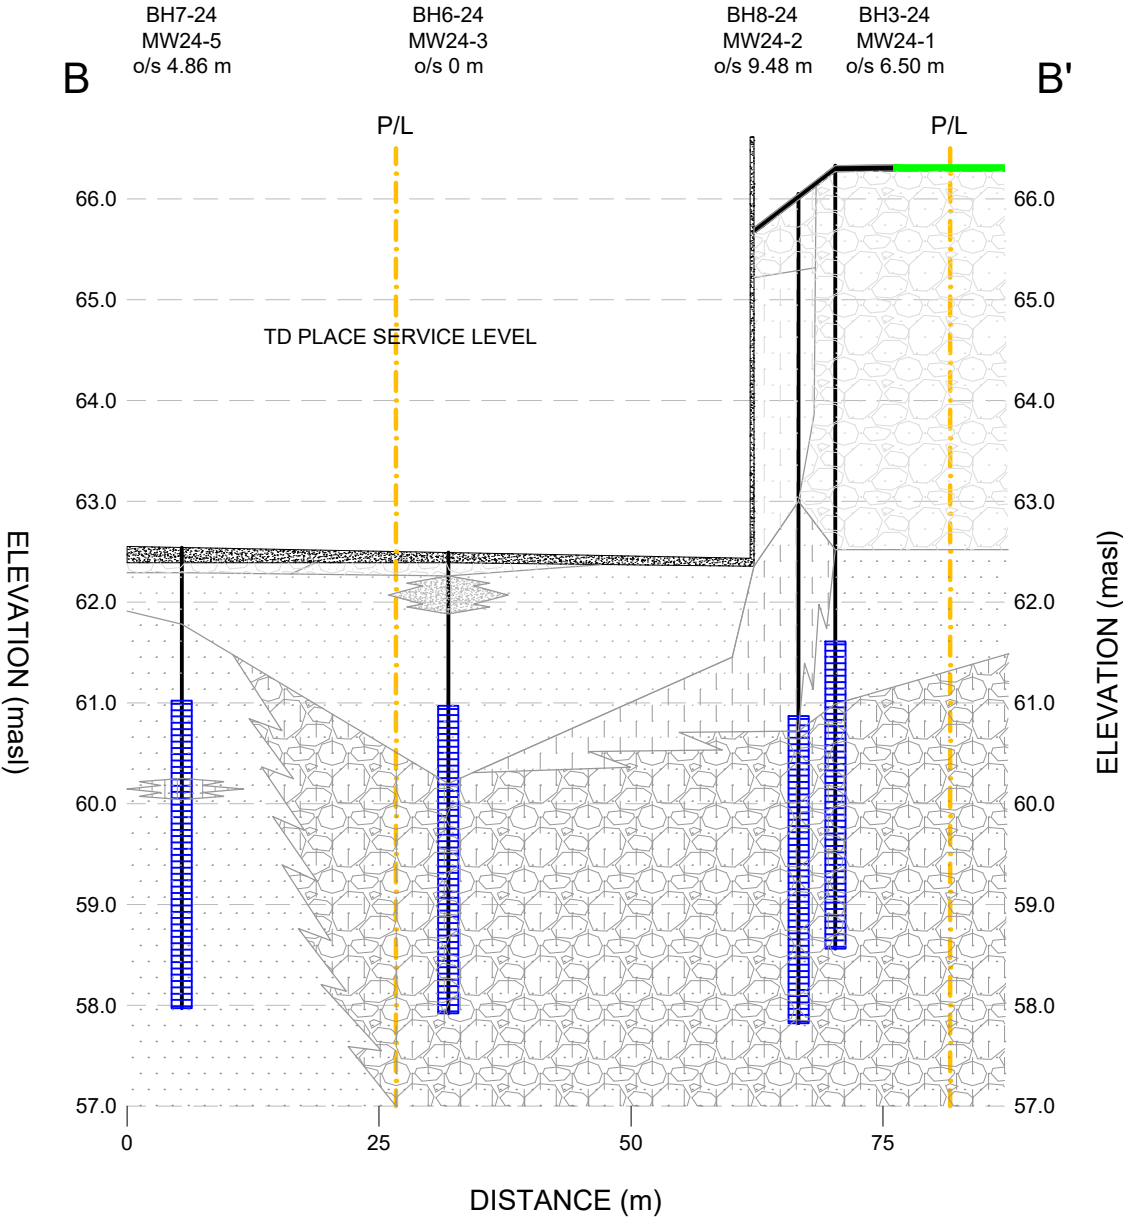 BH7-24
MW24-5
o/s 4.86 m
BH6-24
MW24-3
o/s 0 m
BH8-24
MW24-2
o/s 9.48 m
BH3-24
MW24-1
o/s 6.50 m
B
B'
P/L
P/L
66.0
66.0
65.0
65.0
TD PLACE SERVICE LEVEL
64.0
64.0
63.0
63.0
62.0
62.0
61.0
61.0
60.0
60.0
59.0
59.0
58.0
58.0
57.0
57.0
ELEVATION (masl)
ELEVATION (masl)
0
25
50
75
DISTANCE (m)